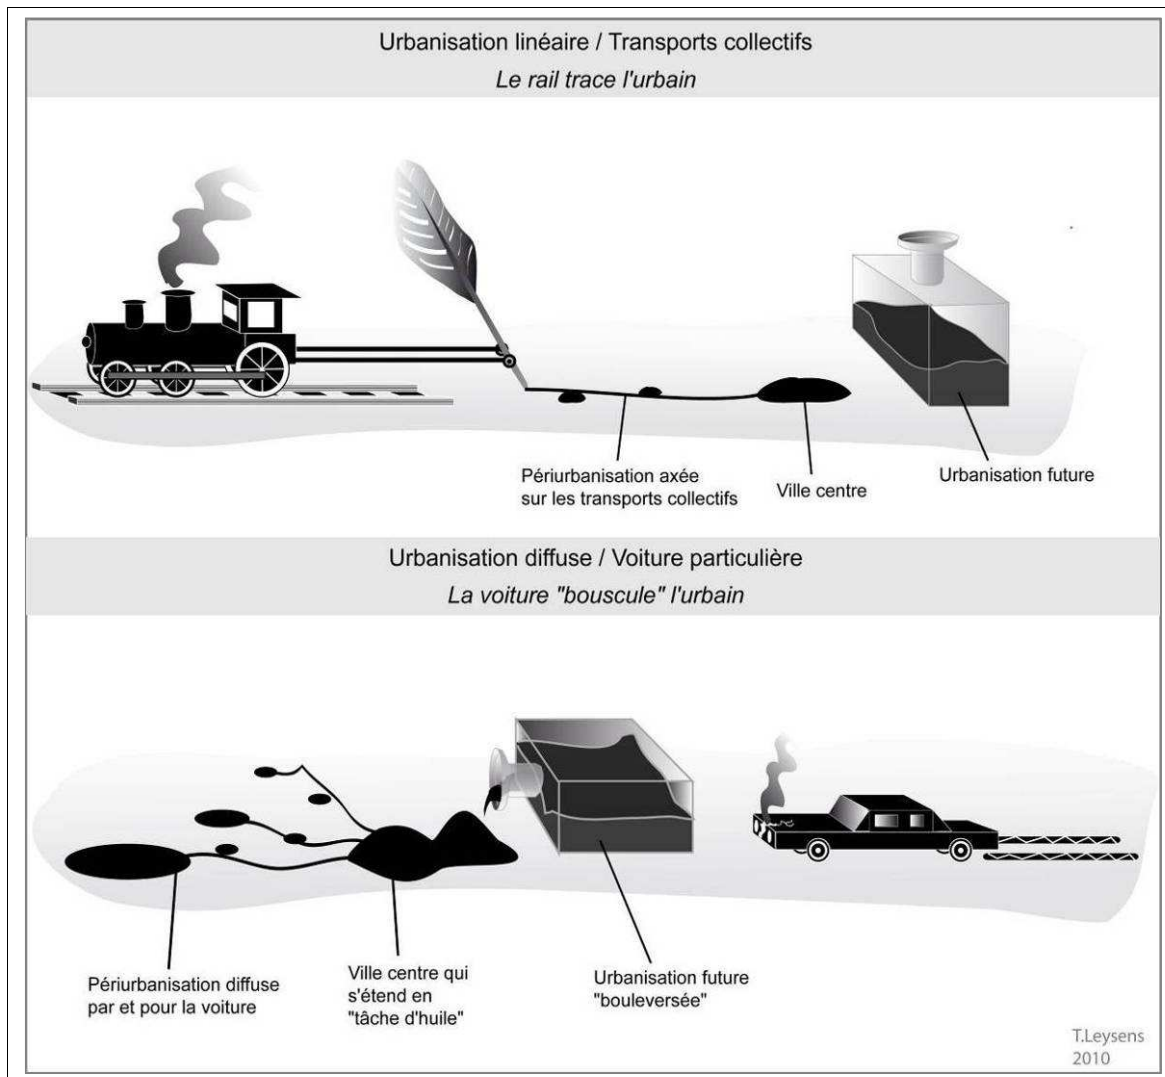 Urbanisation linéaire / Transports collectifs
Le rail trace l'urbain
Périurbanisation axée
sur les transports collectifs
Ville centre
Urbanisation future
Urbanisation diffuse / Voiture particulière
La voiture "bouscule" l'urbain
Périurbanisation diffuse
par et pour la voiture
Ville centre qui
s'étend en
"tâche d'huile"
Urbanisation future
"bouleversée"
T.Leysens
2010